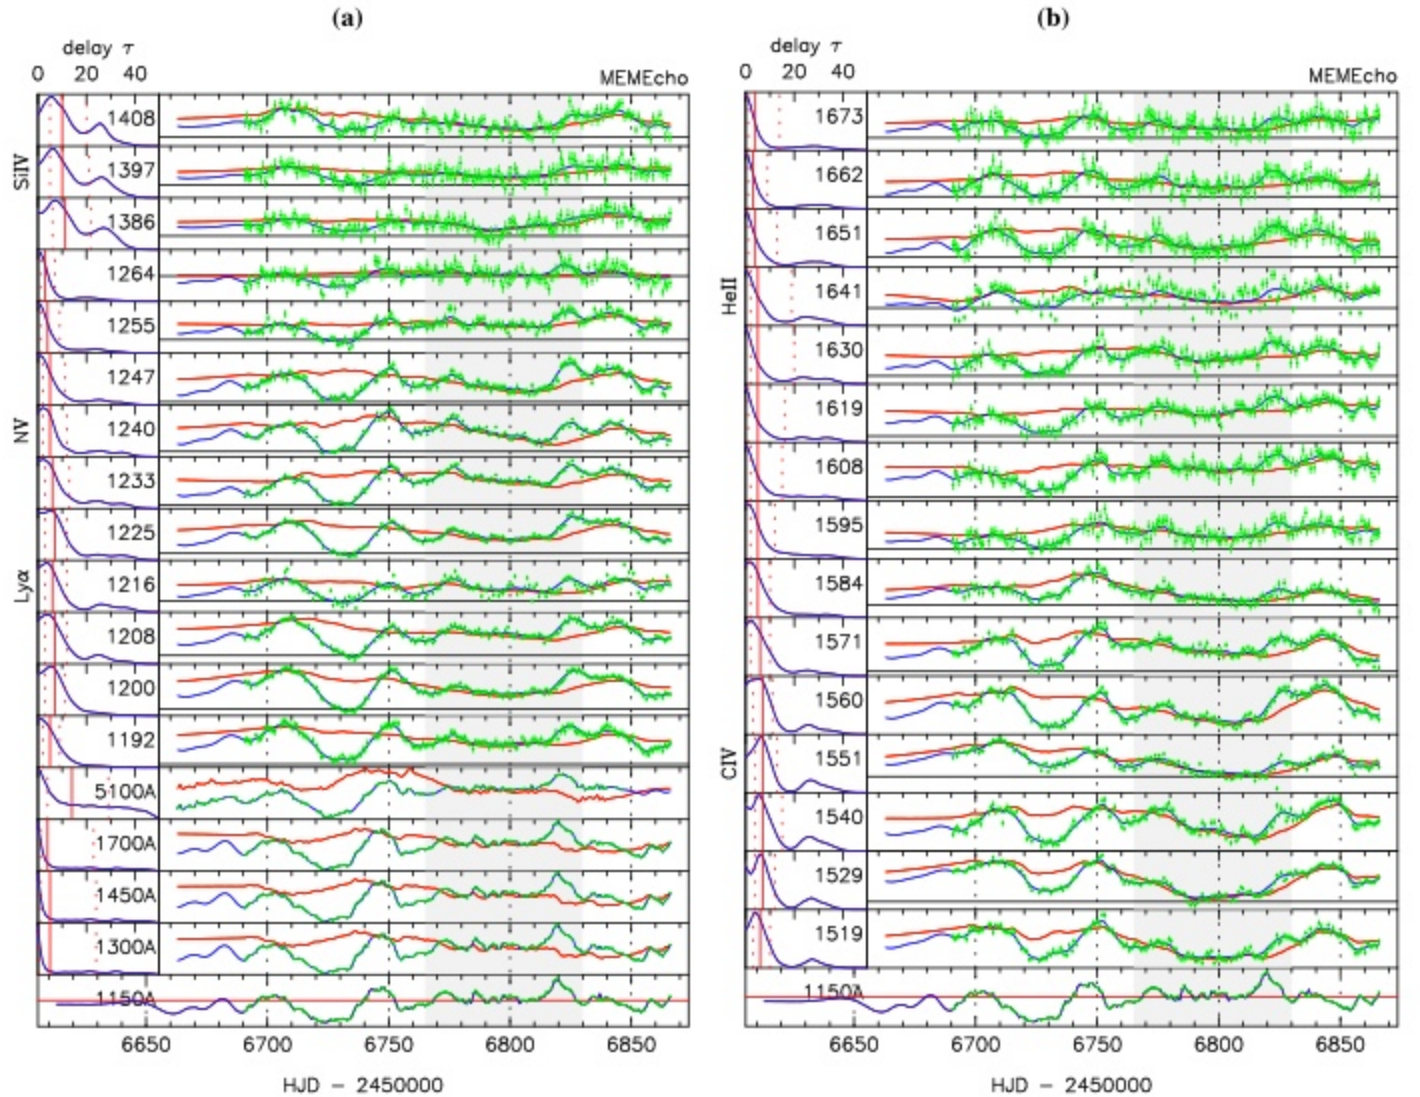 (a)
delay τ
0 20 40
MEMEcho
SiIV
1408
1397
1386
1264
1255
1247
NV
1240
1233
1225
Lyα
1216
1208
1200
1192
5100A
1700A
1450A
1300A
1150A
6650 6700 6750 6800 6850
HJD − 2450000
(b)
delay τ
0 20 40
MEMEcho
1673
1662
1651
HeII
1641
1630
1619
1608
1595
1584
1571
1560
CIV
1551
1540
1529
1519
1150A
6650 6700 6750 6800 6850
HJD − 2450000